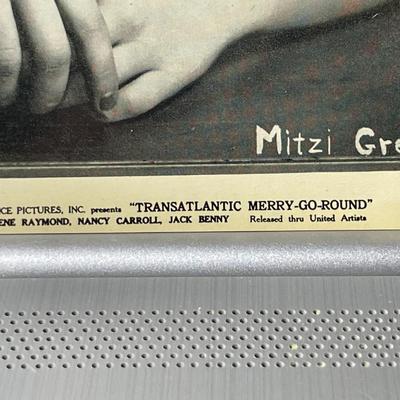 Mitzi Gre
CE PICTURES, INC. presents "TRANSATLANTIC MERRY-GO-ROUND"
ENE RAYMOND, NANCY CARROLL, JACK BENNY Released thru United Artists